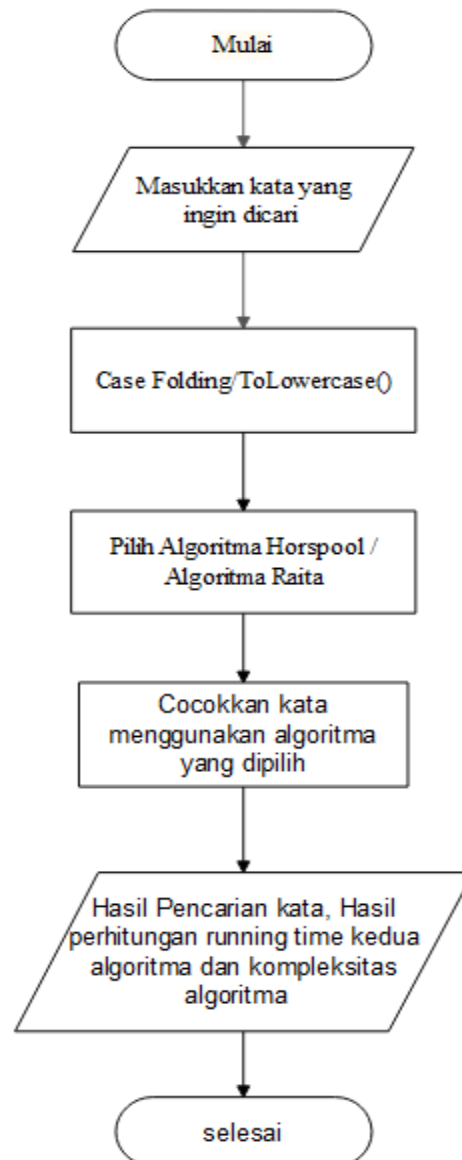 Mulai
Masukkan kata yang
ingin dicari
Case Folding/ToLowercase()
Pilih Algoritma Horspool /
Algoritma Raita
Cocokkan kata
menggunakan algoritma
yang dipilih
Hasil Pencarian kata, Hasil
perhitungan running time kedua
algoritma dan kompleksitas
algoritma
selesai